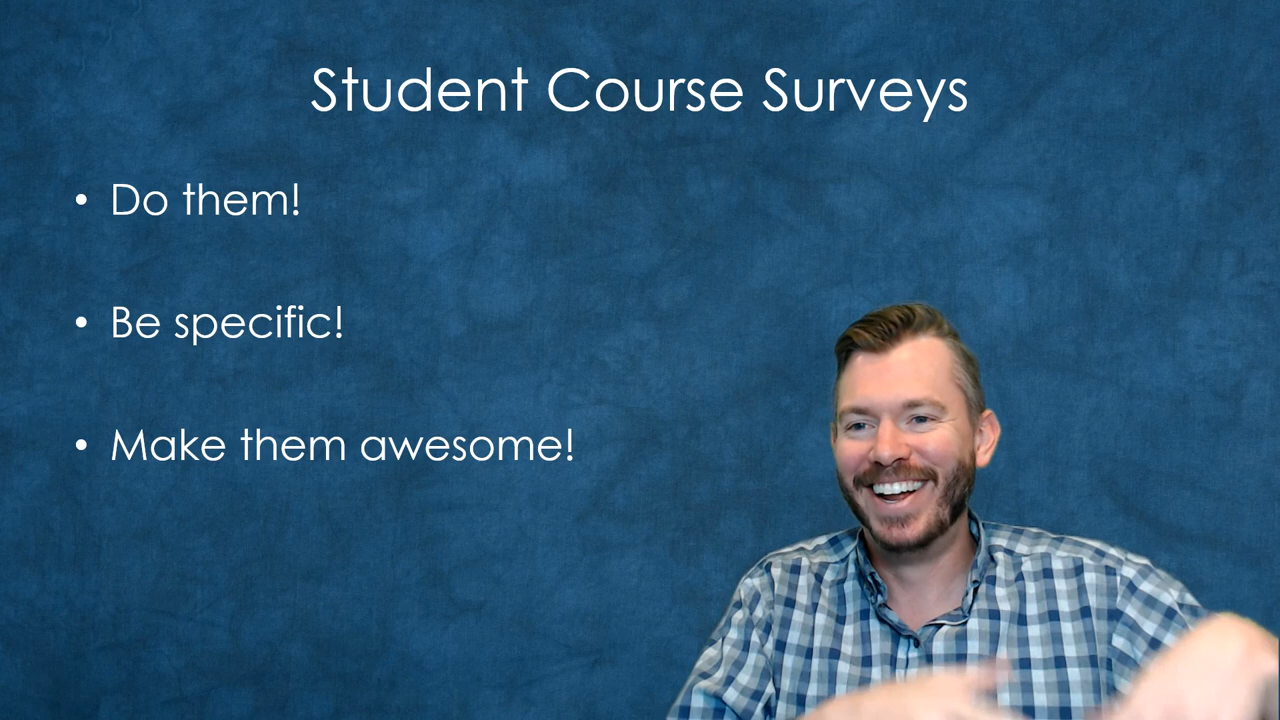 Student Course Surveys
• Do them!
• Be specific!
• Make them awesome!